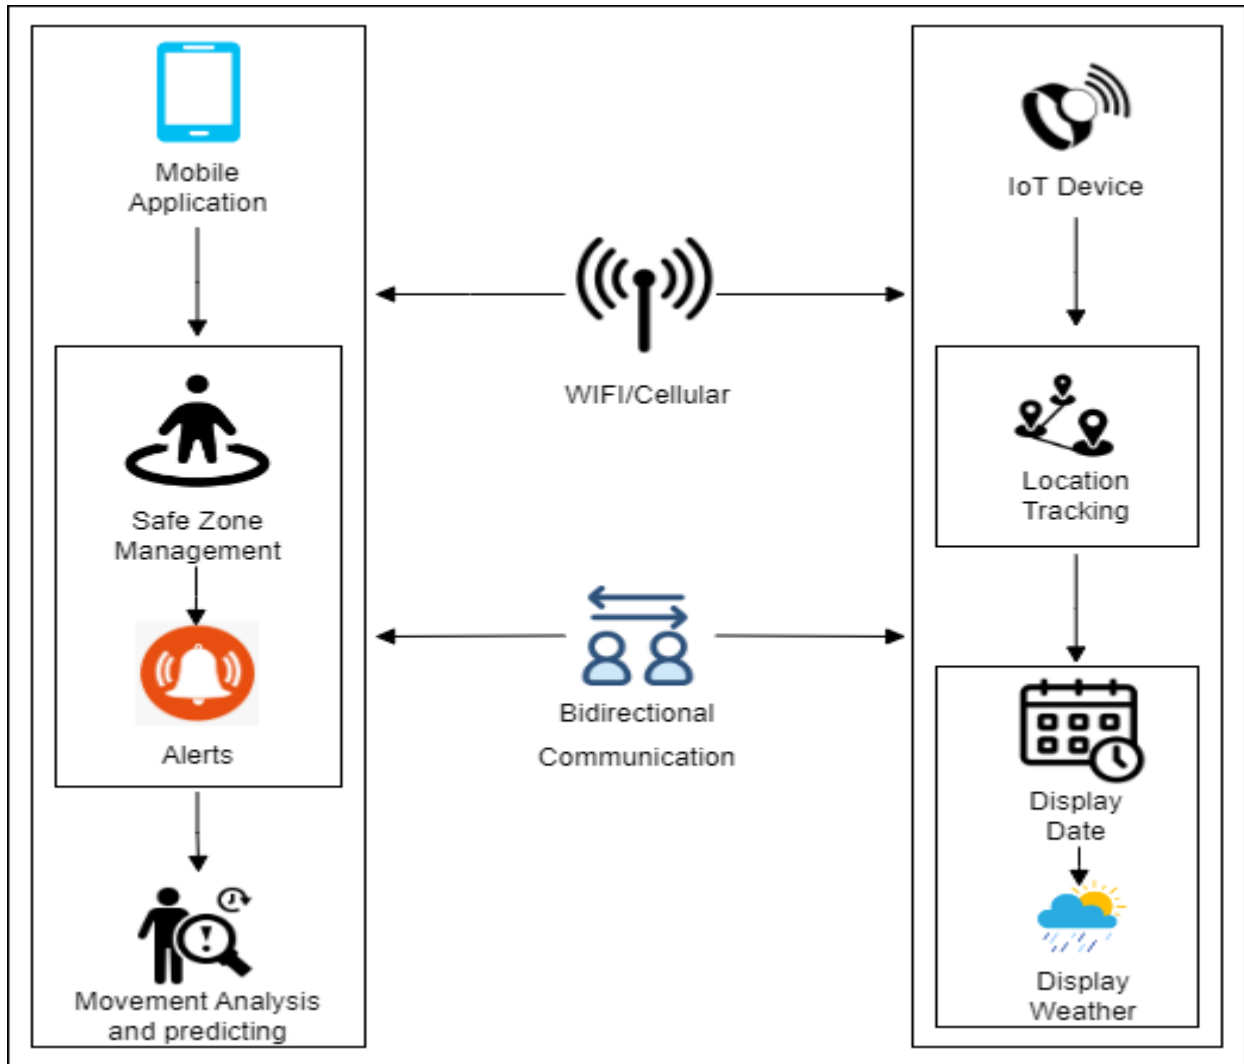 Mobile
Application
Safe Zone
Management
Alerts
Movement Analysis
and predicting
WIFI/Cellular
Bidirectional
Communication
IoT Device
Location
Tracking
Display
Date
Display
Weather